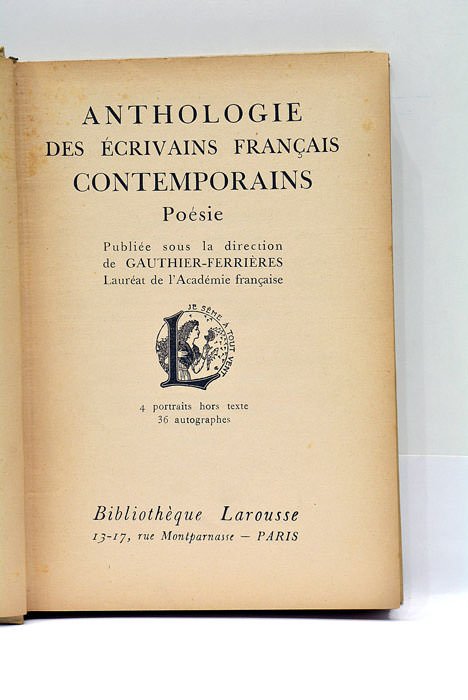 ANTHOLOGIE
DES ÉCRIVAINS FRANÇAIS
CONTEMPORAINS
Poésie
Publiée sous la direction
de GAUTHIER-FERRIÈRES
Lauréat de l'Académie française
JE SÈME À TOUT VENT
L
4 portraits hors texte
36 autographes
Bibliothèque Larousse
13-17, rue Montparnasse — PARIS